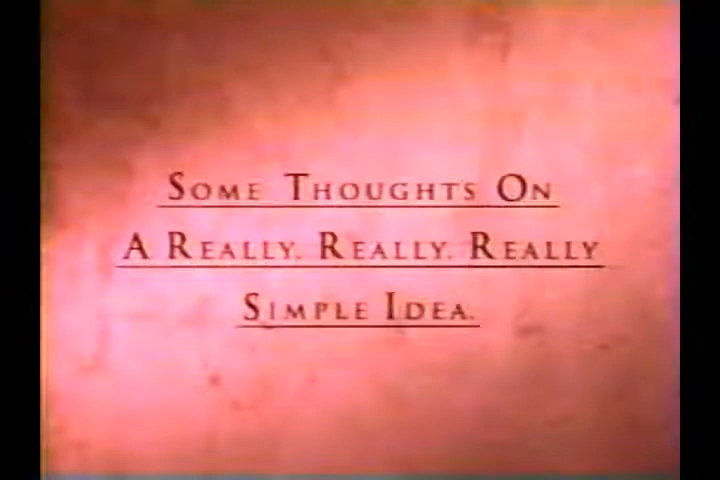 SOME THOUGHTS ON
A REALLY, REALLY, REALLY
SIMPLE IDEA.